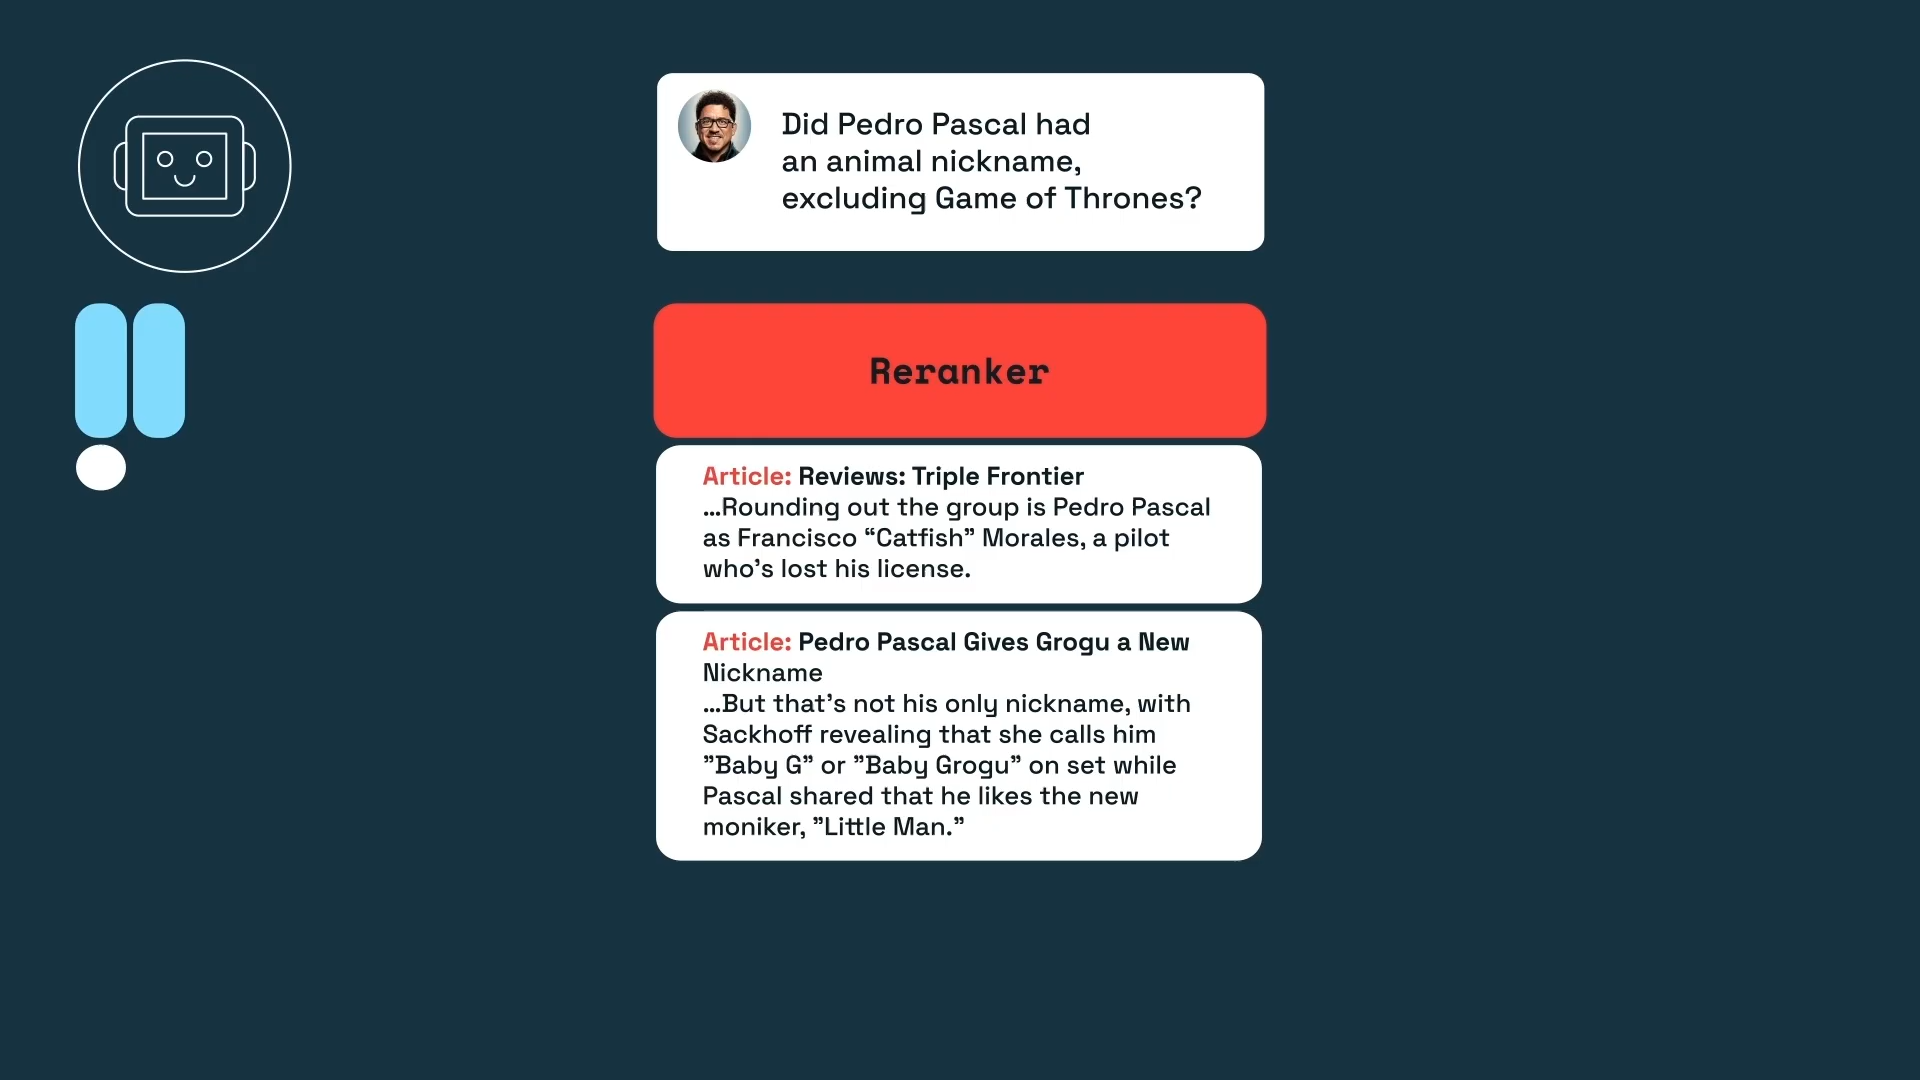 Did Pedro Pascal had
an animal nickname,
excluding Game of Thrones?
Reranker
Article: Reviews: Triple Frontier
...Rounding out the group is Pedro Pascal
as Francisco “Catfish” Morales, a pilot
who’s lost his license.
Article: Pedro Pascal Gives Grogu a New
Nickname
...But that’s not his only nickname, with
Sackhoff revealing that she calls him
”Baby G” or ”Baby Grogu” on set while
Pascal shared that he likes the new
moniker, ”Little Man.”